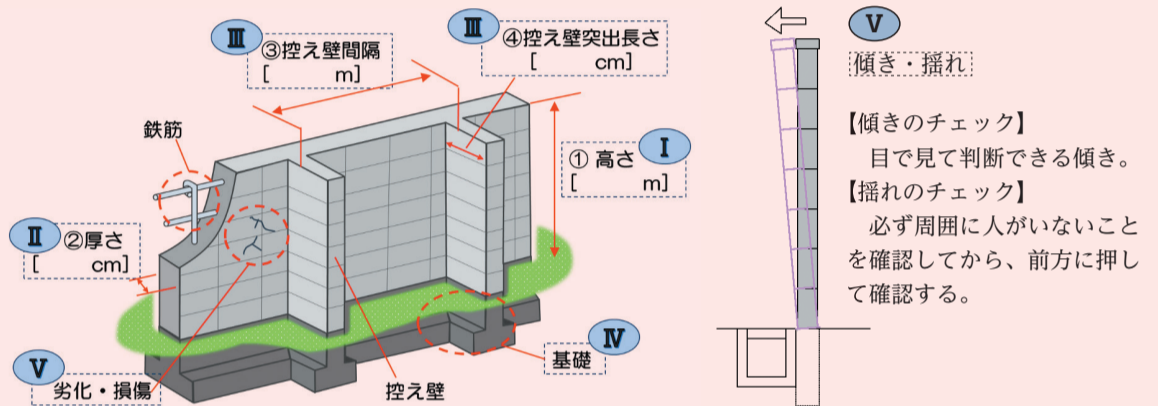 Ⅲ
③控え壁間隔
[ m]
Ⅲ
④控え壁突出長さ
[ cm]
鉄筋
① 高さ
Ⅰ
[ m]
Ⅱ
②厚さ
[ cm]
Ⅴ
劣化・損傷
控え壁
基礎
Ⅳ
Ⅴ
傾き・揺れ
【傾きのチェック】
目で見て判断できる傾き。
【揺れのチェック】
必ず周囲に人がいないこと
を確認してから、前方に押し
て確認する。